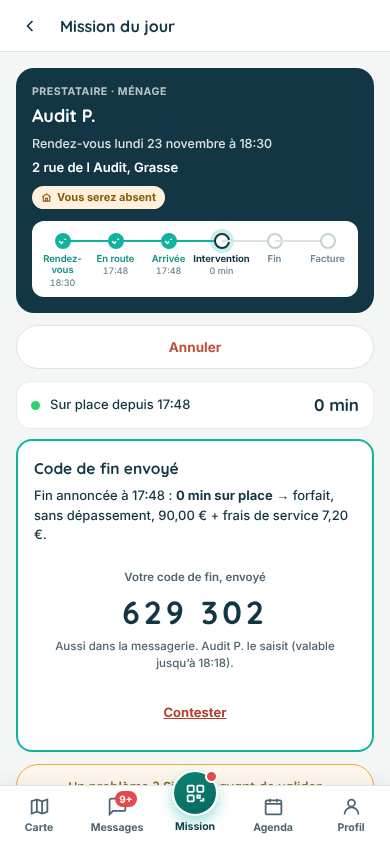 Mission du jour
PRESTATAIRE · MÉNAGE
Audit P.
Rendez-vous lundi 23 novembre à 18:30
2 rue de l Audit, Grasse
Vous serez absent
Rendez-vous 18:30
En route 17:48
Arrivée 17:48
Intervention 0 min
Fin
Facture
Annuler
Sur place depuis 17:48
0 min
Code de fin envoyé
Fin annoncée à 17:48 : 0 min sur place → forfait,
sans dépassement, 90,00 € + frais de service 7,20
€.
Votre code de fin, envoyé
629 302
Aussi dans la messagerie. Audit P. le saisit (valable
jusqu'à 18:18).
Contester
Un problème ?
9+
Carte
Messages
Mission
Agenda
Profil